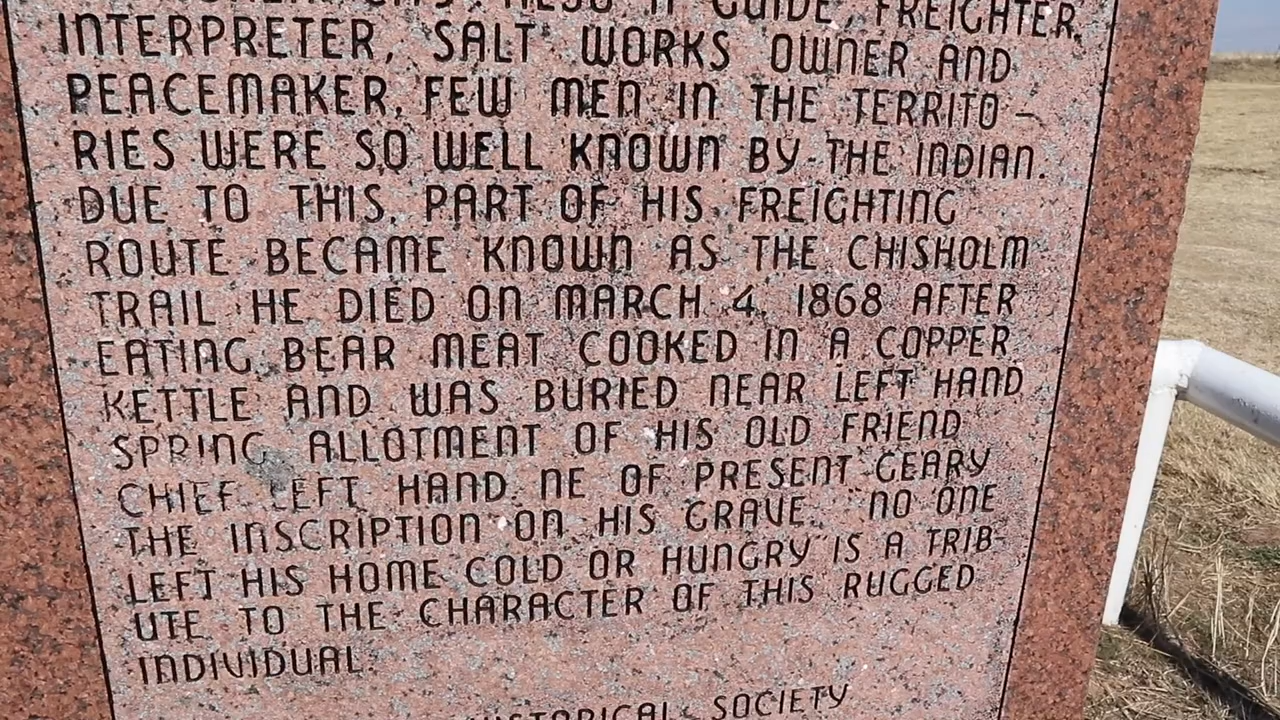 ALSO A GUIDE, FREIGHTER,
INTERPRETER, SALT WORKS OWNER AND
PEACEMAKER, FEW MEN IN THE TERRITO -
RIES WERE SO WELL KNOWN BY THE INDIAN.
DUE TO THIS, PART OF HIS FREIGHTING
ROUTE BECAME KNOWN AS THE CHISHOLM
TRAIL HE DIED ON MARCH 4, 1868 AFTER
EATING BEAR MEAT COOKED IN A COPPER
KETTLE AND WAS BURIED NEAR LEFT HAND
SPRING ALLOTMENT OF HIS OLD FRIEND
CHIEF LEFT HAND NE OF PRESENT GEARY
THE INSCRIPTION ON HIS GRAVE, "NO ONE
LEFT HIS HOME COLD OR HUNGRY" IS A TRIB-
UTE TO THE CHARACTER OF THIS RUGGED
INDIVIDUAL.
HISTORICAL SOCIETY